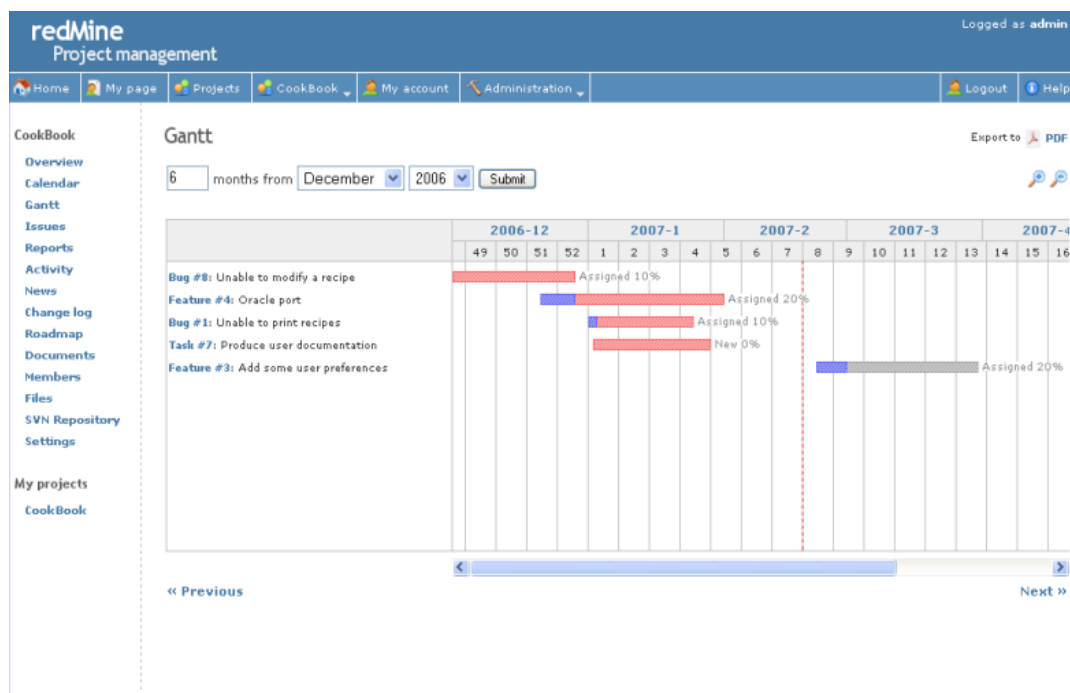 redMine
Project management
Logged as admin
Home My page Projects CookBook My account Administration Logout Help
CookBook
Overview
Calendar
Gantt
Issues
Reports
Activity
News
Change log
Roadmap
Documents
Members
Files
SVN Repository
Settings
My projects
CookBook
Gantt
Export to PDF
6 months from December 2006 Submit
2006-12 2007-1 2007-2 2007-3 2007-4
49 50 51 52 1 2 3 4 5 6 7 8 9 10 11 12 13 14 15 16
Bug #8: Unable to modify a recipe Assigned 10%
Feature #4: Oracle port Assigned 20%
Bug #1: Unable to print recipes Assigned 10%
Task #7: Produce user documentation New 0%
Feature #3: Add some user preferences Assigned 20%
« Previous Next »